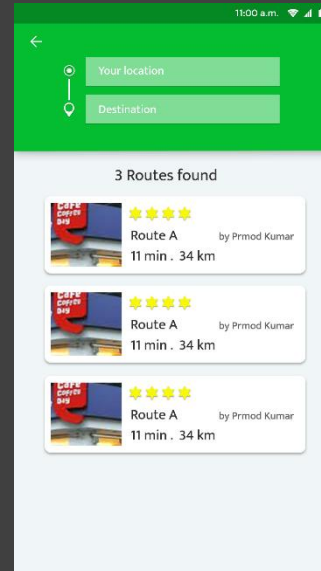 11:00 a.m.
Your location
Destination
3 Routes found
CAFE
COFFEE
DAY
Route A by Prmod Kumar
11 min . 34 km
CAFE
COFFEE
DAY
Route A by Prmod Kumar
11 min . 34 km
CAFE
COFFEE
DAY
Route A by Prmod Kumar
11 min . 34 km